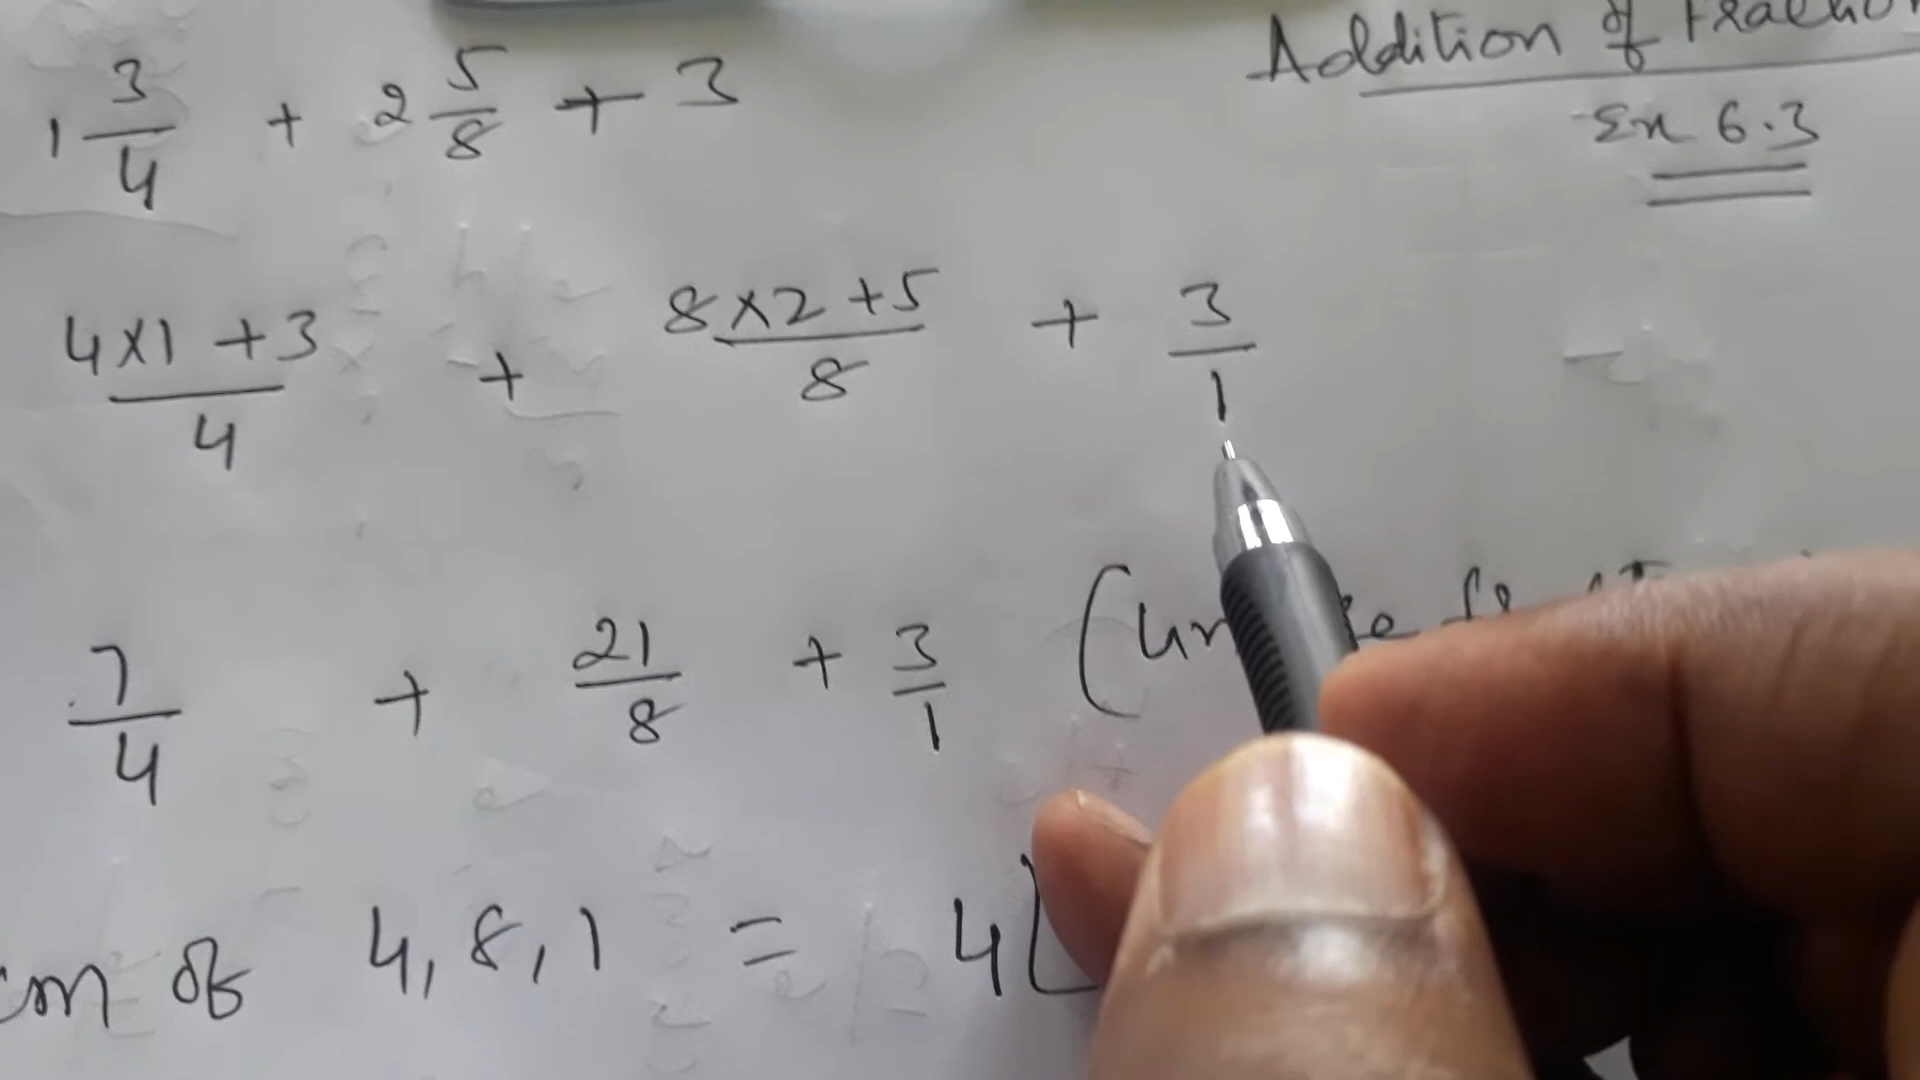 Addition of
Ex 6.3
1 3/4 + 2 5/8 + 3
4×1 +3/4 + 8×2 +5/8 + 3/1
7/4 + 21/8 + 3/1 (
of 4, 8, 1 = 4